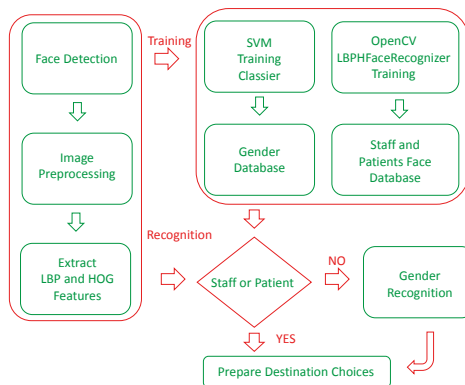 Face Detection
Training
SVM
Training
Classier
OpenCV
LBPHFaceRecognizer
Training
Image
Preprocessing
Gender
Database
Staff and
Patients Face
Database
Recognition
Extract
LBP and HOG
Features
Staff or Patient
NO
Gender
Recognition
YES
Prepare Destination Choices